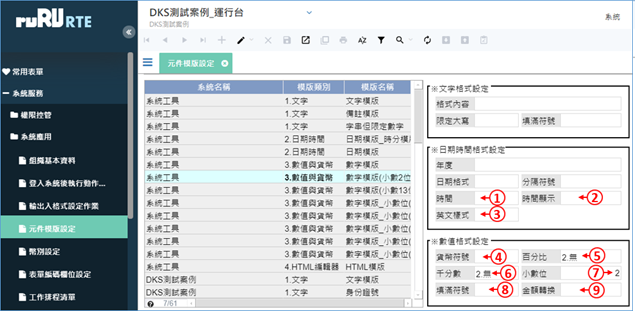 ruRU RTE
DKS測試案例_運行台
DKS測試案例
系統
常用表單
系統服務
權限控管
系統應用
組織基本資料
登入系統後執行動作...
輸出入格式設定作業
元件模版設定
幣別設定
表單編碼欄位設定
工作排程清單
元件模版設定
系統名稱 模版類別 模版名稱
系統工具 1.文字 文字模版
系統工具 1.文字 備註模版
系統工具 1.文字 字串但限定數字
系統工具 2.日期時間 日期模版_時分模
系統工具 2.日期時間 日期模版
系統工具 3.數值與貨幣 數字模版
系統工具 3.數值與貨幣 數字模版(小數2位
系統工具 3.數值與貨幣 數字模版(小數13位
系統工具 3.數值與貨幣 數字模版_小數位(
系統工具 3.數值與貨幣 數字模版_小數位(
系統工具 3.數值與貨幣 數字模版_小數位(
系統工具 3.數值與貨幣 數字模版_小數位(
系統工具 4.HTML編輯器 HTML模版
DKS測試案例 1.文字 文字模版
DKS測試案例 1.文字 身份證號
7/61
※文字格式設定
格式內容
限定大寫 填滿符號
※日期時間格式設定
年度
日期格式 分隔符號
時間 ① 時間顯示 ②
英文樣式 ③
※數值格式設定
貨幣符號 ④ 百分比 2.無 ⑤
千分數 2.無 ⑥ 小數位 ⑦ 2
填滿符號 ⑧ 金額轉換 ⑨